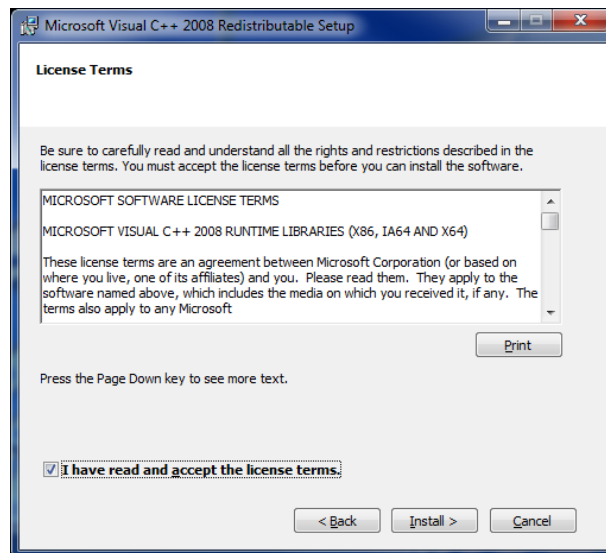 Microsoft Visual C++ 2008 Redistributable Setup
License Terms
Be sure to carefully read and understand all the rights and restrictions described in the
license terms. You must accept the license terms before you can install the software.
MICROSOFT SOFTWARE LICENSE TERMS
MICROSOFT VISUAL C++ 2008 RUNTIME LIBRARIES (X86, IA64 AND X64)
These license terms are an agreement between Microsoft Corporation (or based on
where you live, one of its affiliates) and you.  Please read them.  They apply to the
software named above, which includes the media on which you received it, if any.  The
terms also apply to any Microsoft
Print
Press the Page Down key to see more text.
I have read and accept the license terms.
< Back
Install >
Cancel